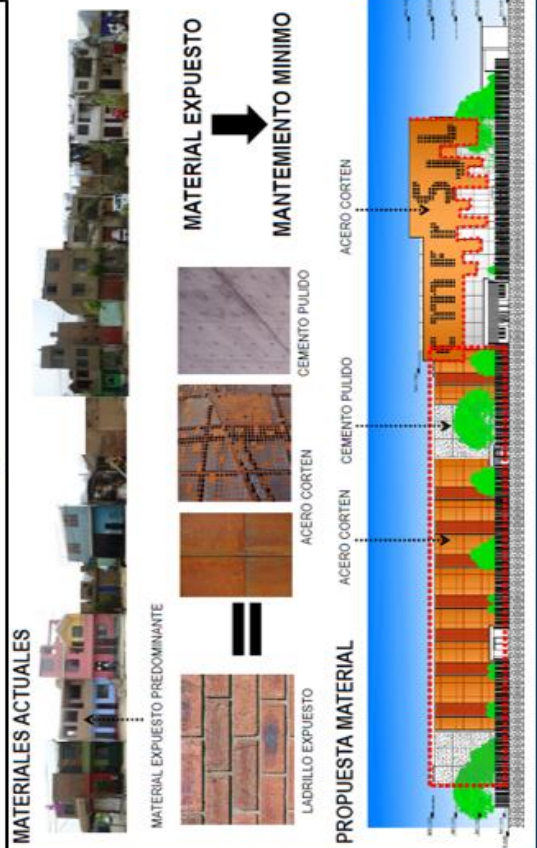 MATERIALES ACTUALES
MATERIAL EXPUESTO PREDOMINANTE
LADRILLO EXPUESTO
ACERO CORTEN
CEMENTO PULIDO
MATERIAL EXPUESTO
MANTEMIENTO MINIMO
PROPUESTA MATERIAL
ACERO CORTEN
CEMENTO PULIDO
ACERO CORTEN